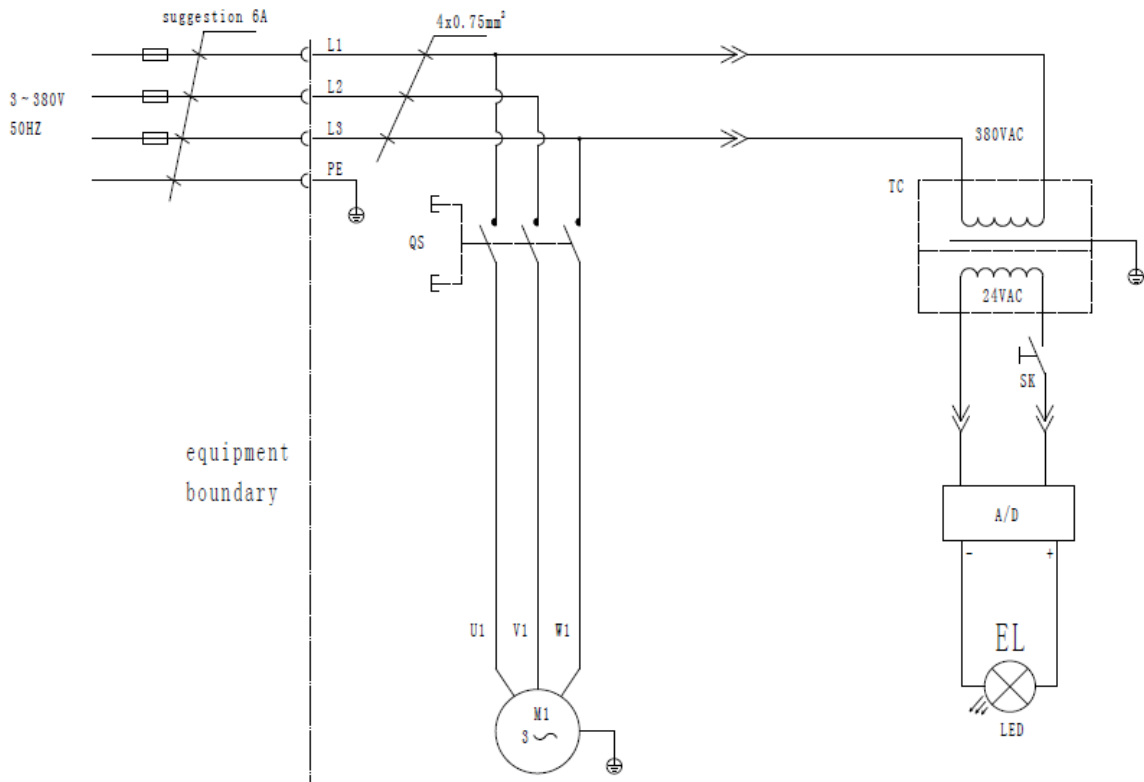 suggestion 6A
4x0.75mm²
L1
L2
3~380V
50HZ
L3
380VAC
PE
TC
QS
24VAC
SK
equipment
boundary
A/D
- +
U1 V1 W1
EL
M1
3
LED